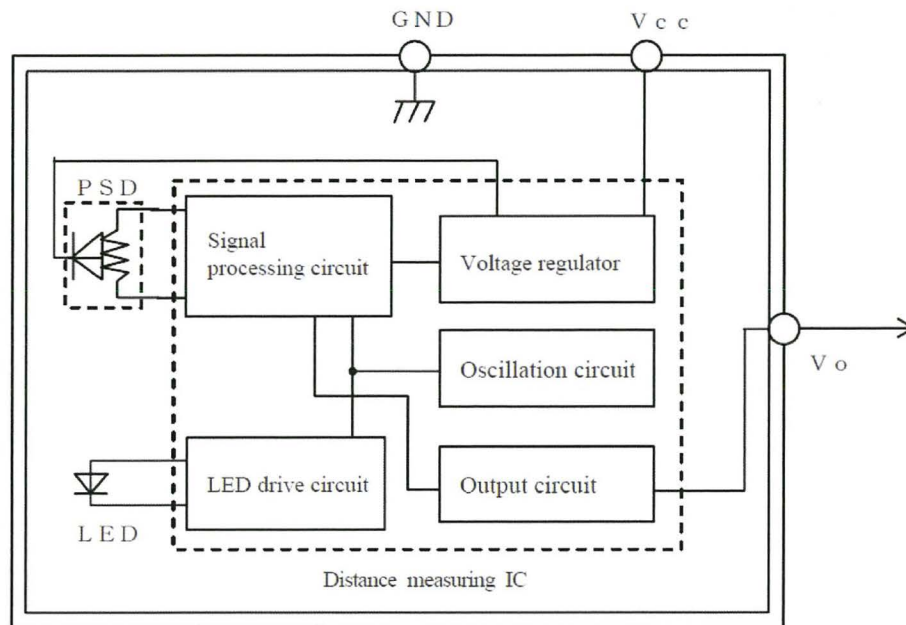 GND
Vcc
PSD
Signal
processing circuit
Voltage regulator
Oscillation circuit
Vo
LED drive circuit
Output circuit
LED
Distance measuring IC